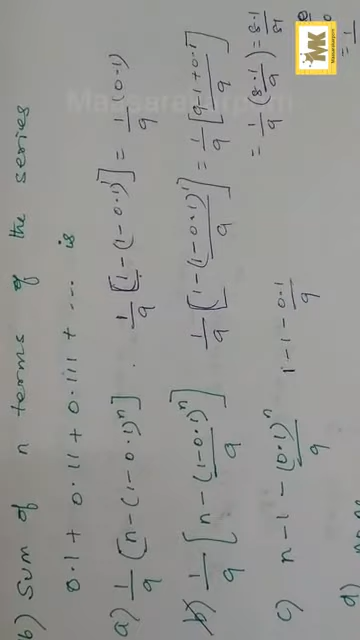 b) Sum of n terms of the series
0.1 + 0.11 + 0.111 + ... is
a) 1/9 [n - (1 - 0.1)^n] . 1/9 [1 - (1 - 0.1)^1] = 1/9 0.1)
b) 1/9 [n - (1 - 0.1)^n/9] 1/9 [1 - (1 - 0.1)^1/9] = 1/9 [9 - 1 + 0.1/9]
= 1/9 (8.1/9) = 8.1/81
c) n - 1 - (0.1)^n/9 1 - 1 - 0.1/9
d)
MK